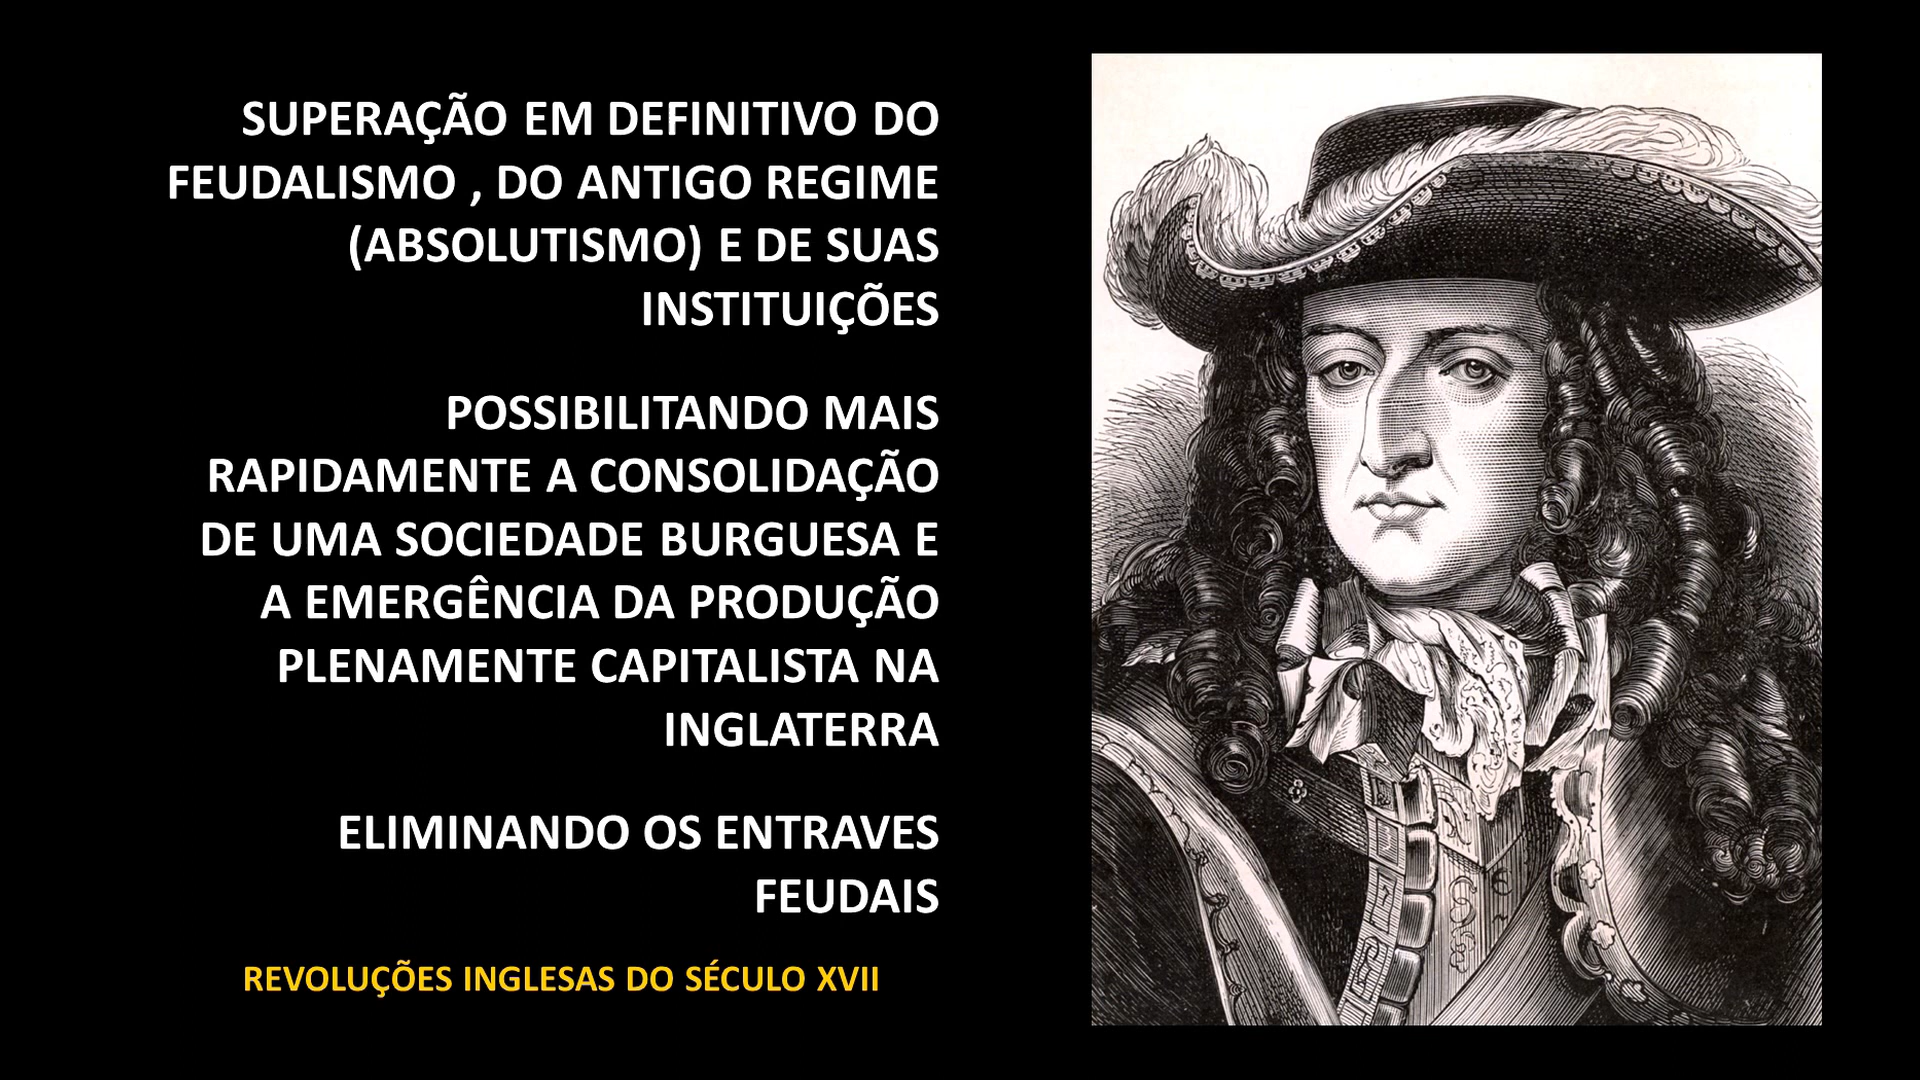 SUPERAÇÃO EM DEFINITIVO DO
FEUDALISMO , DO ANTIGO REGIME
(ABSOLUTISMO) E DE SUAS
INSTITUIÇÕES
POSSIBILITANDO MAIS
RAPIDAMENTE A CONSOLIDAÇÃO
DE UMA SOCIEDADE BURGUESA E
A EMERGÊNCIA DA PRODUÇÃO
PLENAMENTE CAPITALISTA NA
INGLATERRA
ELIMINANDO OS ENTRAVES
FEUDAIS
REVOLUÇÕES INGLESAS DO SÉCULO XVII